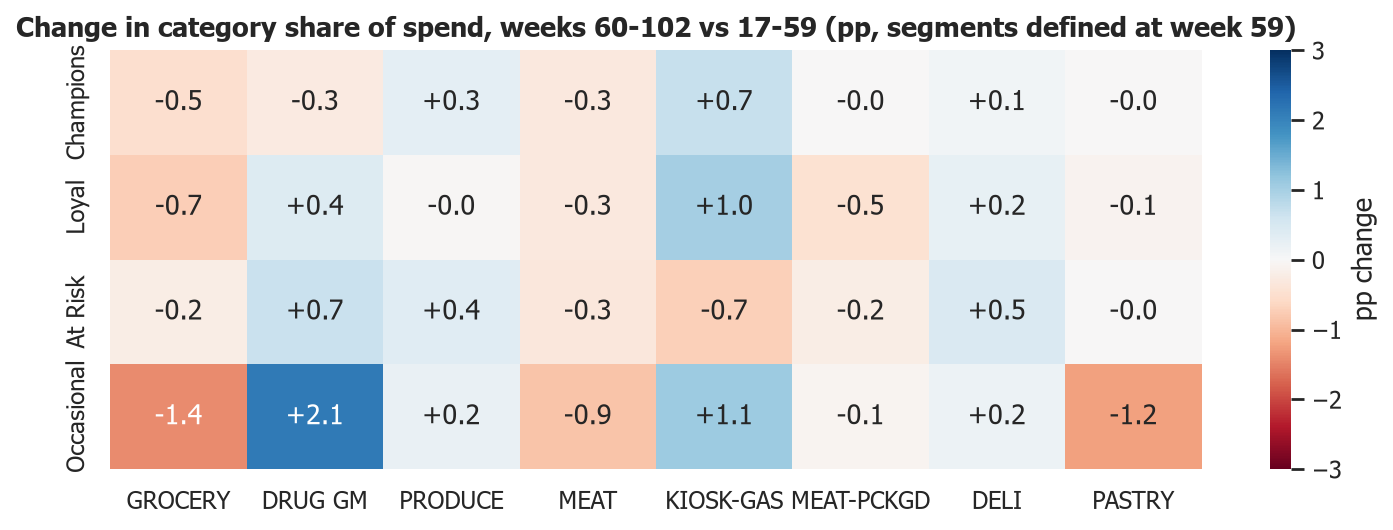 Change in category share of spend, weeks 60-102 vs 17-59 (pp, segments defined at week 59)
Champions -0.5 -0.3 +0.3 -0.3 +0.7 -0.0 +0.1 -0.0
Loyal -0.7 +0.4 -0.0 -0.3 +1.0 -0.5 +0.2 -0.1
At Risk -0.2 +0.7 +0.4 -0.3 -0.7 -0.2 +0.5 -0.0
Occasional -1.4 +2.1 +0.2 -0.9 +1.1 -0.1 +0.2 -1.2
GROCERY DRUG GM PRODUCE MEAT KIOSK-GAS MEAT-PCKGD DELI PASTRY
3
2
1
0
−1
−2
−3
pp change